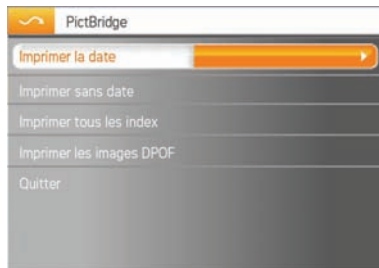 PictBridge
Imprimer la date
Imprimer sans date
Imprimer tous les index
Imprimer les images DPOF
Quitter